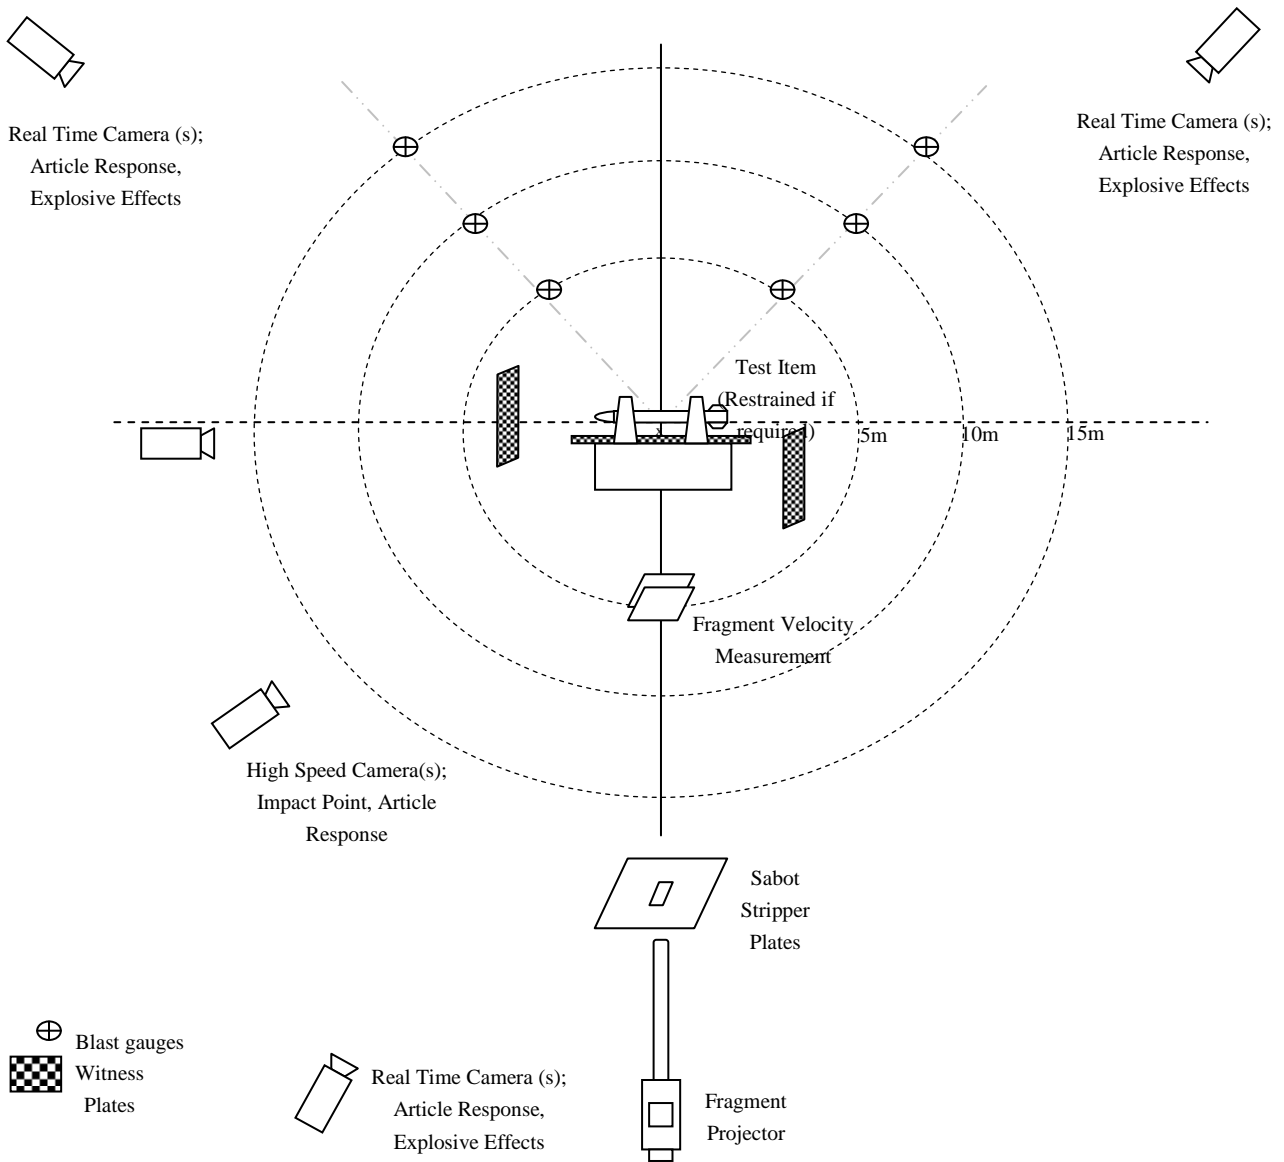 Real Time Camera (s);
Article Response,
Explosive Effects
Real Time Camera (s);
Article Response,
Explosive Effects
Test Item
(Restrained if
required)
5m
10m
15m
Fragment Velocity
Measurement
High Speed Camera(s);
Impact Point, Article
Response
Sabot
Stripper
Plates
Blast gauges
Witness
Plates
Real Time Camera (s);
Article Response,
Explosive Effects
Fragment
Projector